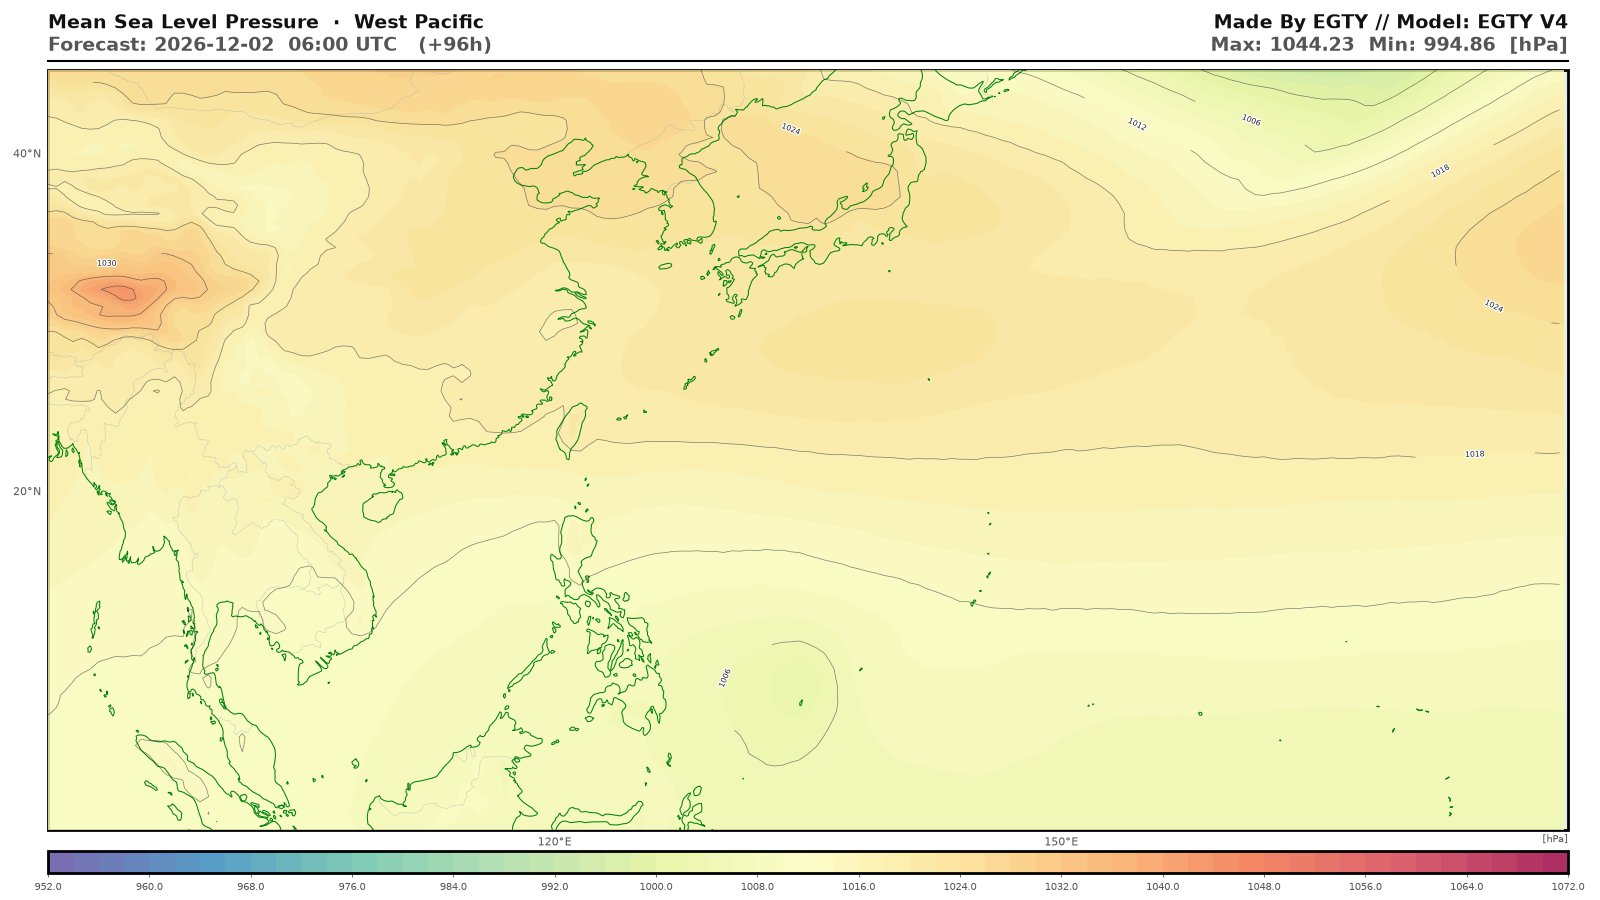 Mean Sea Level Pressure  ·  West Pacific
Made By EGTY // Model: EGTY V4
Forecast: 2026-12-02  06:00 UTC   (+96h)
Max: 1044.23  Min: 994.86  [hPa]
1024
1012
1006
1018
40°N
1030
1024
1018
20°N
1006
120°E
150°E
[hPa]
952.0
960.0
968.0
976.0
984.0
992.0
1000.0
1008.0
1016.0
1024.0
1032.0
1040.0
1048.0
1056.0
1064.0
1072.0